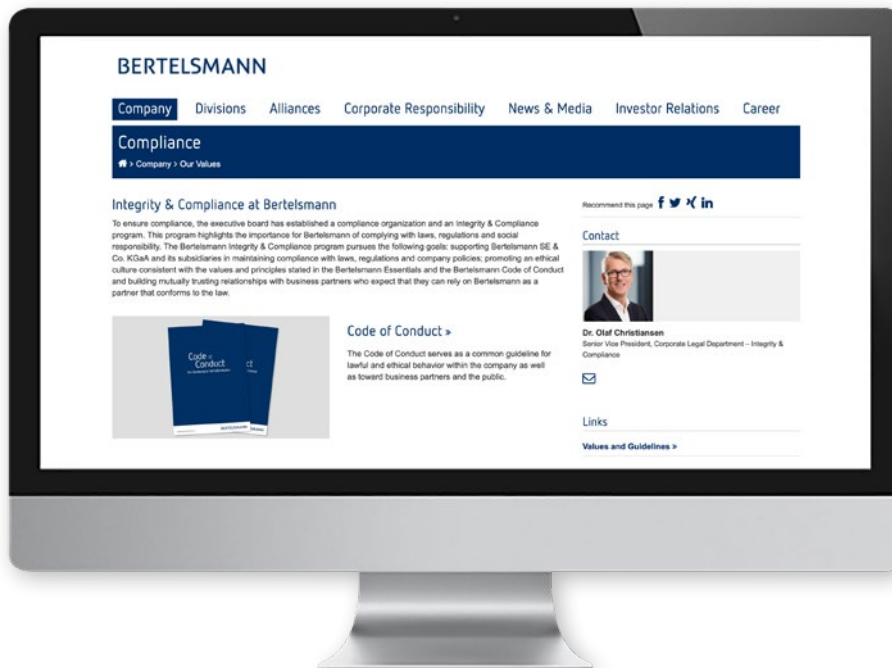 BERTELSMANN
Company Divisions Alliances Corporate Responsibility News & Media Investor Relations Career
Compliance
> Company > Our Values
Integrity & Compliance at Bertelsmann
To ensure compliance, the executive board has established a compliance organization and an Integrity & Compliance
program. This program highlights the importance for Bertelsmann of complying with laws, regulations and social
responsibility. The Bertelsmann Integrity & Compliance program pursues the following goals: supporting Bertelsmann SE &
Co. KGaA and its subsidiaries in maintaining compliance with laws, regulations and company policies; promoting an ethical
culture consistent with the values and principles stated in the Bertelsmann Essentials and the Bertelsmann Code of Conduct
and building mutually trusting relationships with business partners who expect that they can rely on Bertelsmann as a
partner that conforms to the law.
Code of
Conduct
BERTELSMANN
Code of Conduct »
The Code of Conduct serves as a common guideline for
lawful and ethical behavior within the company as well
as toward business partners and the public.
Recommend this page
Contact
Dr. Olaf Christiansen
Senior Vice President, Corporate Legal Department – Integrity &
Compliance
Links
Values and Guidelines »